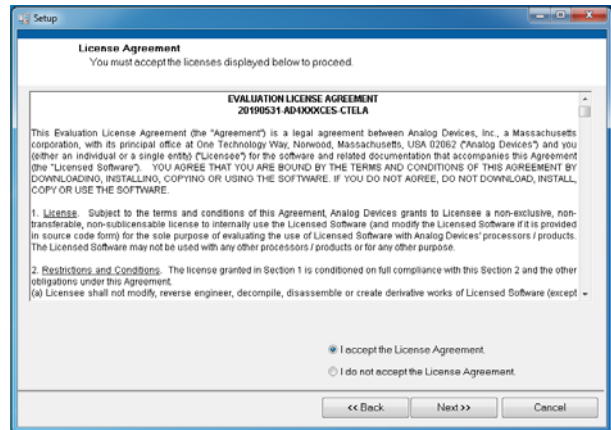 Setup
License Agreement
You must accept the licenses displayed below to proceed.
EVALUATION LICENSE AGREEMENT
20190531-AD4XXXCES-CTELA
This Evaluation License Agreement (the "Agreement") is a legal agreement between Analog Devices, Inc., a Massachusetts
corporation, with its principal office at One Technology Way, Norwood, Massachusetts, USA 02062 ("Analog Devices") and you
(either an individual or a single entity) ("Licensee") for the software and related documentation that accompanies this Agreement
(the "Licensed Software"). YOU AGREE THAT YOU ARE BOUND BY THE TERMS AND CONDITIONS OF THIS AGREEMENT BY
DOWNLOADING, INSTALLING, COPYING OR USING THE SOFTWARE. IF YOU DO NOT AGREE, DO NOT DOWNLOAD, INSTALL,
COPY OR USE THE SOFTWARE.
1. License. Subject to the terms and conditions of this Agreement, Analog Devices grants to Licensee a non-exclusive, non-
transferable, non-sublicensable license to internally use the Licensed Software (and modify the Licensed Software if it is provided
in source code form) for the sole purpose of evaluating the use of Licensed Software with Analog Devices' processors / products.
The Licensed Software may not be used with any other processors / products or for any other purpose.
2. Restrictions and Conditions. The license granted in Section 1 is conditioned on full compliance with this Section 2 and the other
obligations under this Agreement.
(a) Licensee shall not modify, reverse engineer, decompile, disassemble or create derivative works of Licensed Software (except
I accept the License Agreement.
I do not accept the License Agreement.
<< Back Next >> Cancel